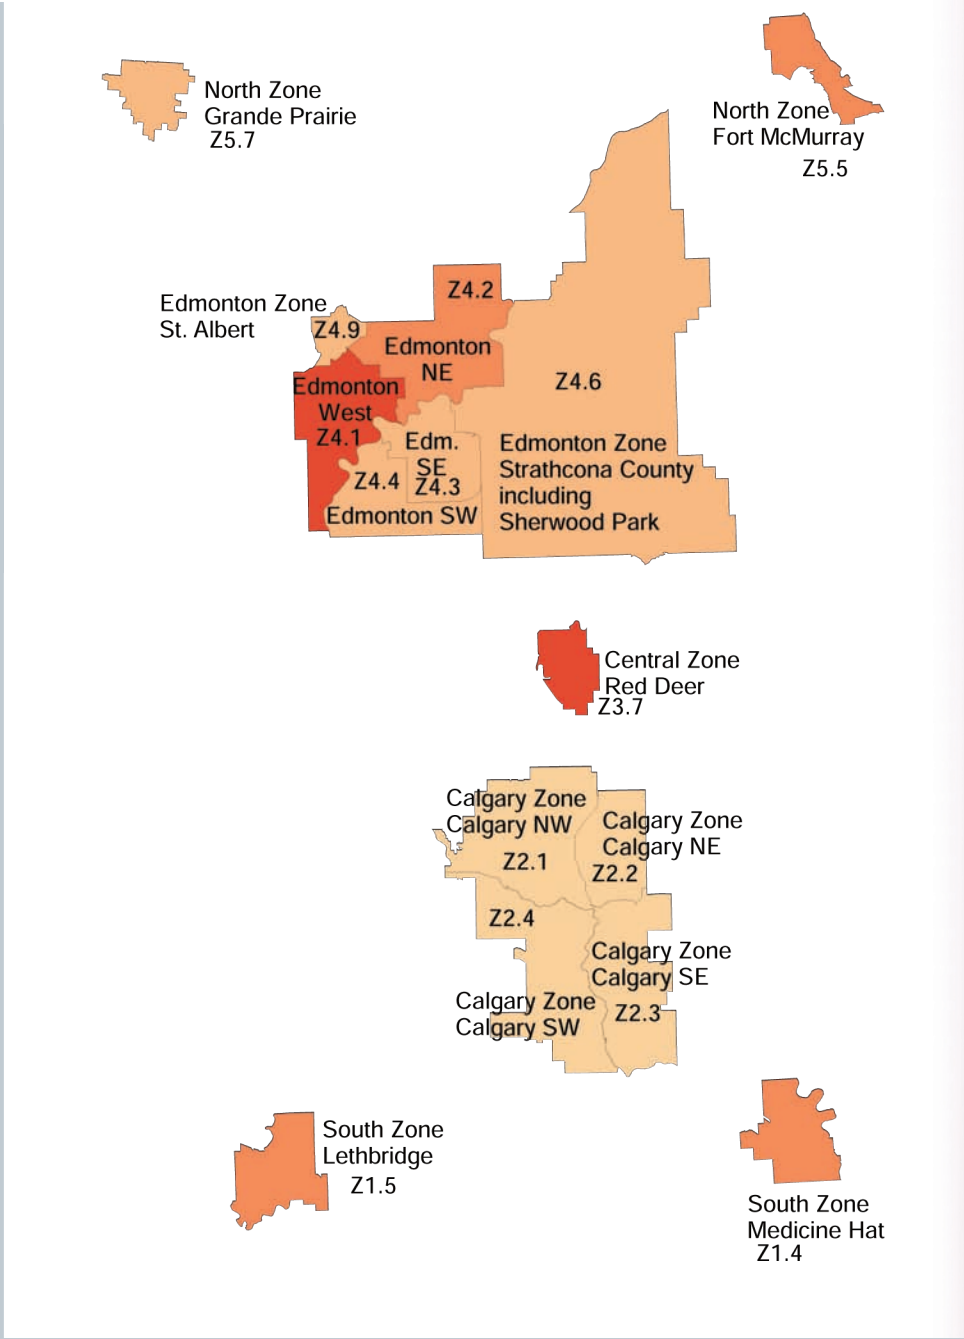 North Zone
Grande Prairie
Z5.7
North Zone
Fort McMurray
Z5.5
Edmonton Zone
St. Albert
Z4.9
Z4.2
Edmonton
NE
Edmonton
West
Z4.1
Z4.6
Edm.
SE
Z4.3
Z4.4
Edmonton SW
Edmonton Zone
Strathcona County
including
Sherwood Park
Central Zone
Red Deer
Z3.7
Calgary Zone
Calgary NW
Z2.1
Calgary Zone
Calgary NE
Z2.2
Z2.4
Calgary Zone
Calgary SW
Calgary Zone
Calgary SE
Z2.3
South Zone
Lethbridge
Z1.5
South Zone
Medicine Hat
Z1.4